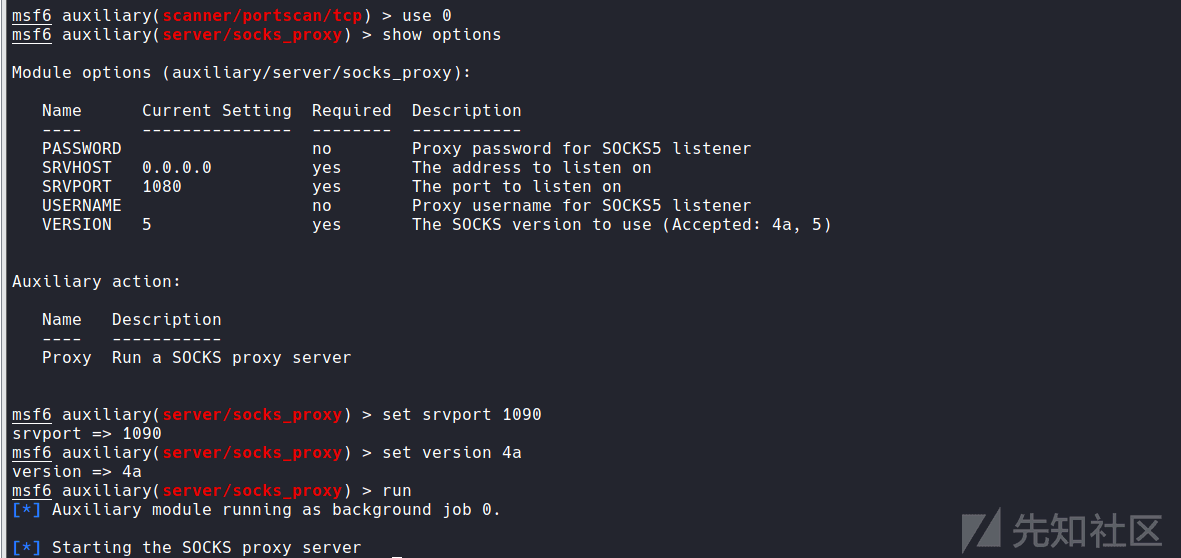 msf6 auxiliary(scanner/portscan/tcp) > use 0
msf6 auxiliary(server/socks_proxy) > show options
Module options (auxiliary/server/socks_proxy):
Name Current Setting Required Description
---- --------------- -------- -----------
PASSWORD no Proxy password for SOCKS5 listener
SRVHOST 0.0.0.0 yes The address to listen on
SRVPORT 1080 yes The port to listen on
USERNAME no Proxy username for SOCKS5 listener
VERSION 5 yes The SOCKS version to use (Accepted: 4a, 5)
Auxiliary action:
Name Description
---- -----------
Proxy Run a SOCKS proxy server
msf6 auxiliary(server/socks_proxy) > set srvport 1090
srvport => 1090
msf6 auxiliary(server/socks_proxy) > set version 4a
version => 4a
msf6 auxiliary(server/socks_proxy) > run
[*] Auxiliary module running as background job 0.
[*] Starting the SOCKS proxy server
先知社区